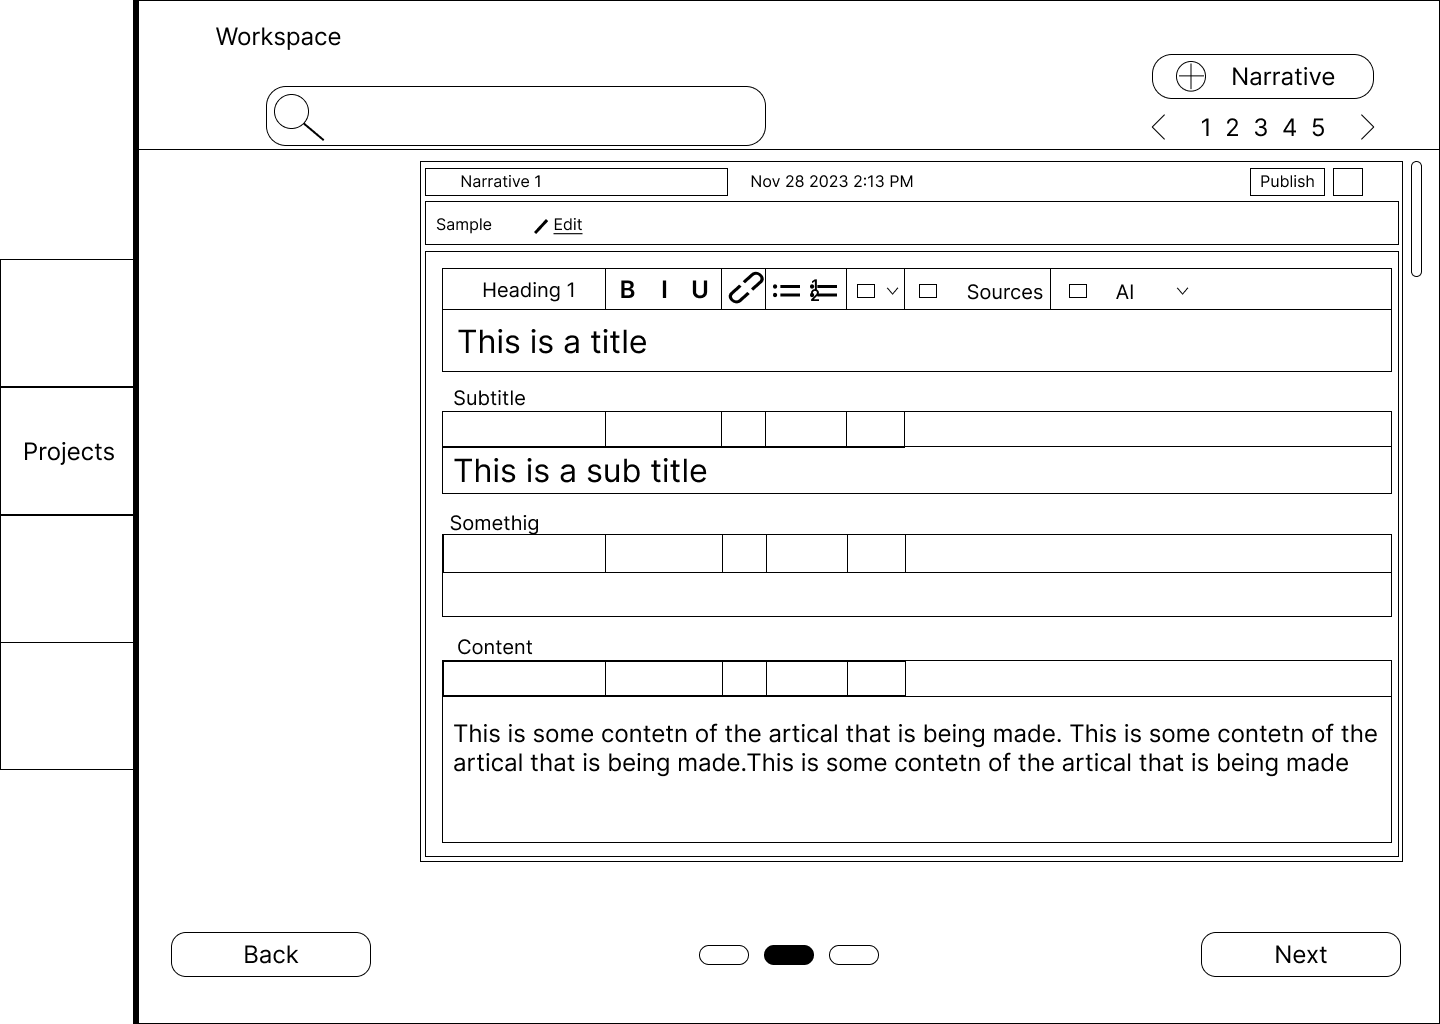 Workspace
Narrative
1 2 3 4 5
Narrative 1
Nov 28 2023 2:13 PM
Publish
Sample
Edit
Heading 1
B I U
1
2
Sources
AI
This is a title
Subtitle
This is a sub title
Projects
Somethig
Content
This is some contetn of the artical that is being made. This is some contetn of the
artical that is being made.This is some contetn of the artical that is being made
Back
Next